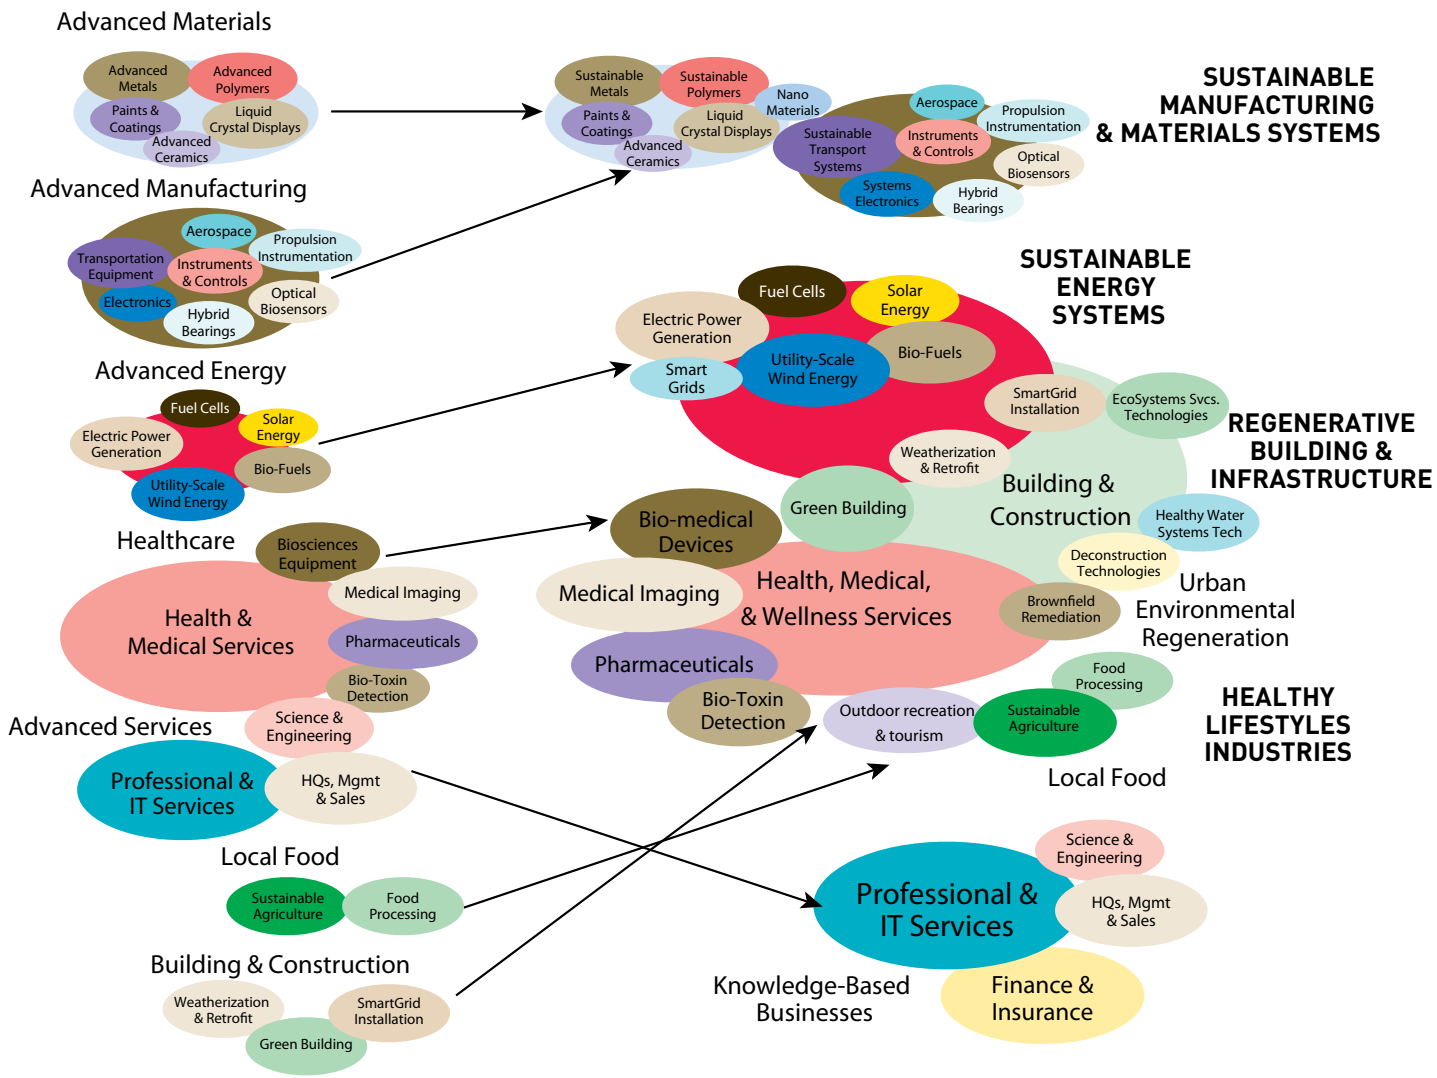 Advanced Materials
Advanced
Metals
Advanced
Polymers
Paints &
Coatings
Liquid
Crystal Displays
Advanced
Ceramics
Advanced Manufacturing
Aerospace
Propulsion
Instrumentation
Transportation
Equipment
Instruments
& Controls
Electronics
Optical
Biosensors
Hybrid
Bearings
Advanced Energy
Fuel Cells
Solar
Energy
Electric Power
Generation
Bio-Fuels
Utility-Scale
Wind Energy
Healthcare
Biosciences
Equipment
Medical Imaging
Health &
Medical Services
Pharmaceuticals
Bio-Toxin
Detection
Advanced Services
Science &
Engineering
Professional &
IT Services
HQs, Mgmt
& Sales
Local Food
Sustainable
Agriculture
Food
Processing
Building & Construction
Weatherization
& Retrofit
SmartGrid
Installation
Green Building
Sustainable
Metals
Sustainable
Polymers
Nano
Materials
Paints &
Coatings
Liquid
Crystal Displays
Advanced
Ceramics
Aerospace
Propulsion
Instrumentation
Sustainable
Transport
Systems
Instruments
& Controls
Optical
Biosensors
Systems
Electronics
Hybrid
Bearings
SUSTAINABLE
MANUFACTURING
& MATERIALS SYSTEMS
SUSTAINABLE
ENERGY
SYSTEMS
Fuel Cells
Solar
Energy
Electric Power
Generation
Bio-Fuels
Utility-Scale
Wind Energy
Smart
Grids
SmartGrid
Installation
EcoSystems Svcs.
Technologies
Weatherization
& Retrofit
REGENERATIVE
BUILDING &
INFRASTRUCTURE
Building &
Construction
Green Building
Healthy Water
Systems Tech
Deconstruction
Technologies
Brownfield
Remediation
Urban
Environmental
Regeneration
Bio-medical
Devices
Medical Imaging
Health, Medical,
& Wellness Services
Pharmaceuticals
Bio-Toxin
Detection
Outdoor recreation
& tourism
Sustainable
Agriculture
Food
Processing
Local Food
HEALTHY
LIFESTYLES
INDUSTRIES
Science &
Engineering
Professional &
IT Services
HQs, Mgmt
& Sales
Finance &
Insurance
Knowledge-Based
Businesses